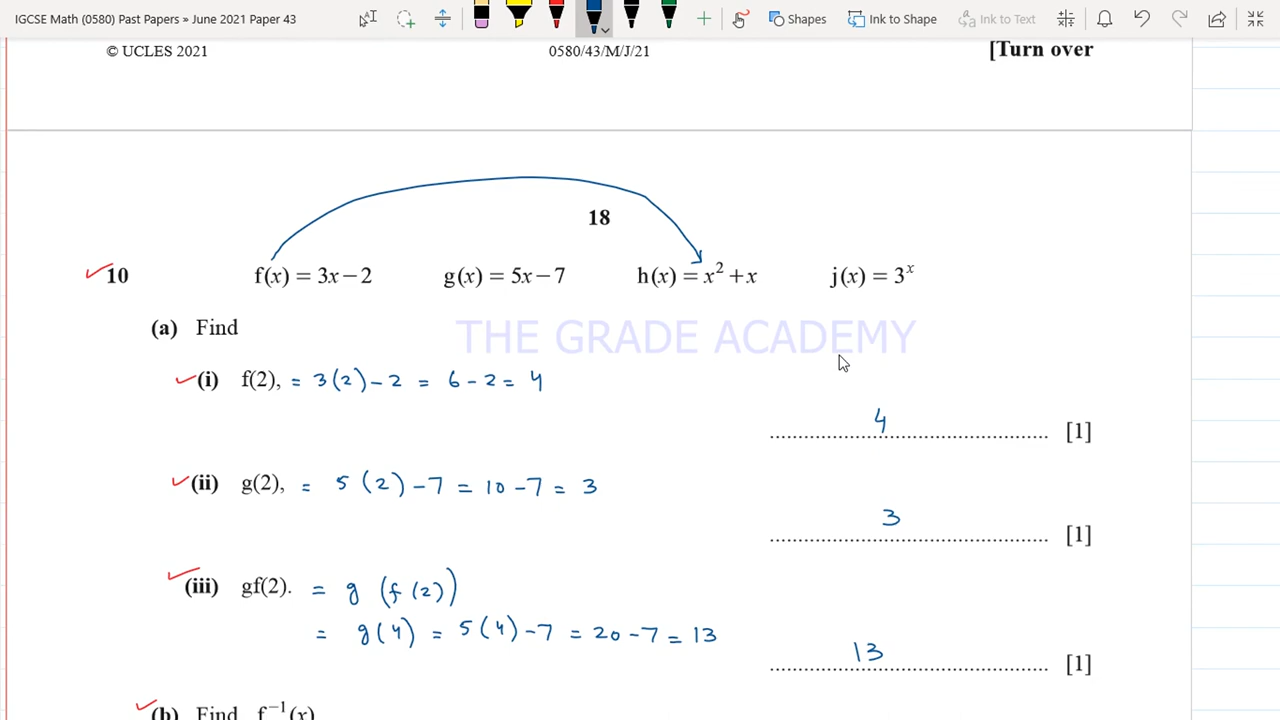 IGCSE Math (0580) Past Papers » June 2021 Paper 43
Shapes
Ink to Shape
Ink to Text
© UCLES 2021 0580/43/M/J/21 [Turn over
18
10 f(x) = 3x − 2 g(x) = 5x − 7 h(x) = x² + x j(x) = 3ˣ
(a) Find
THE GRADE ACADEMY
(i) f(2), = 3(2) − 2 = 6 − 2 = 4
4
.................................................. [1]
(ii) g(2), = 5(2) − 7 = 10 − 7 = 3
3
.................................................. [1]
(iii) gf(2). = g(f(2))
= g(4) = 5(4) − 7 = 20 − 7 = 13
13
.................................................. [1]
(b) Find f⁻¹(x)